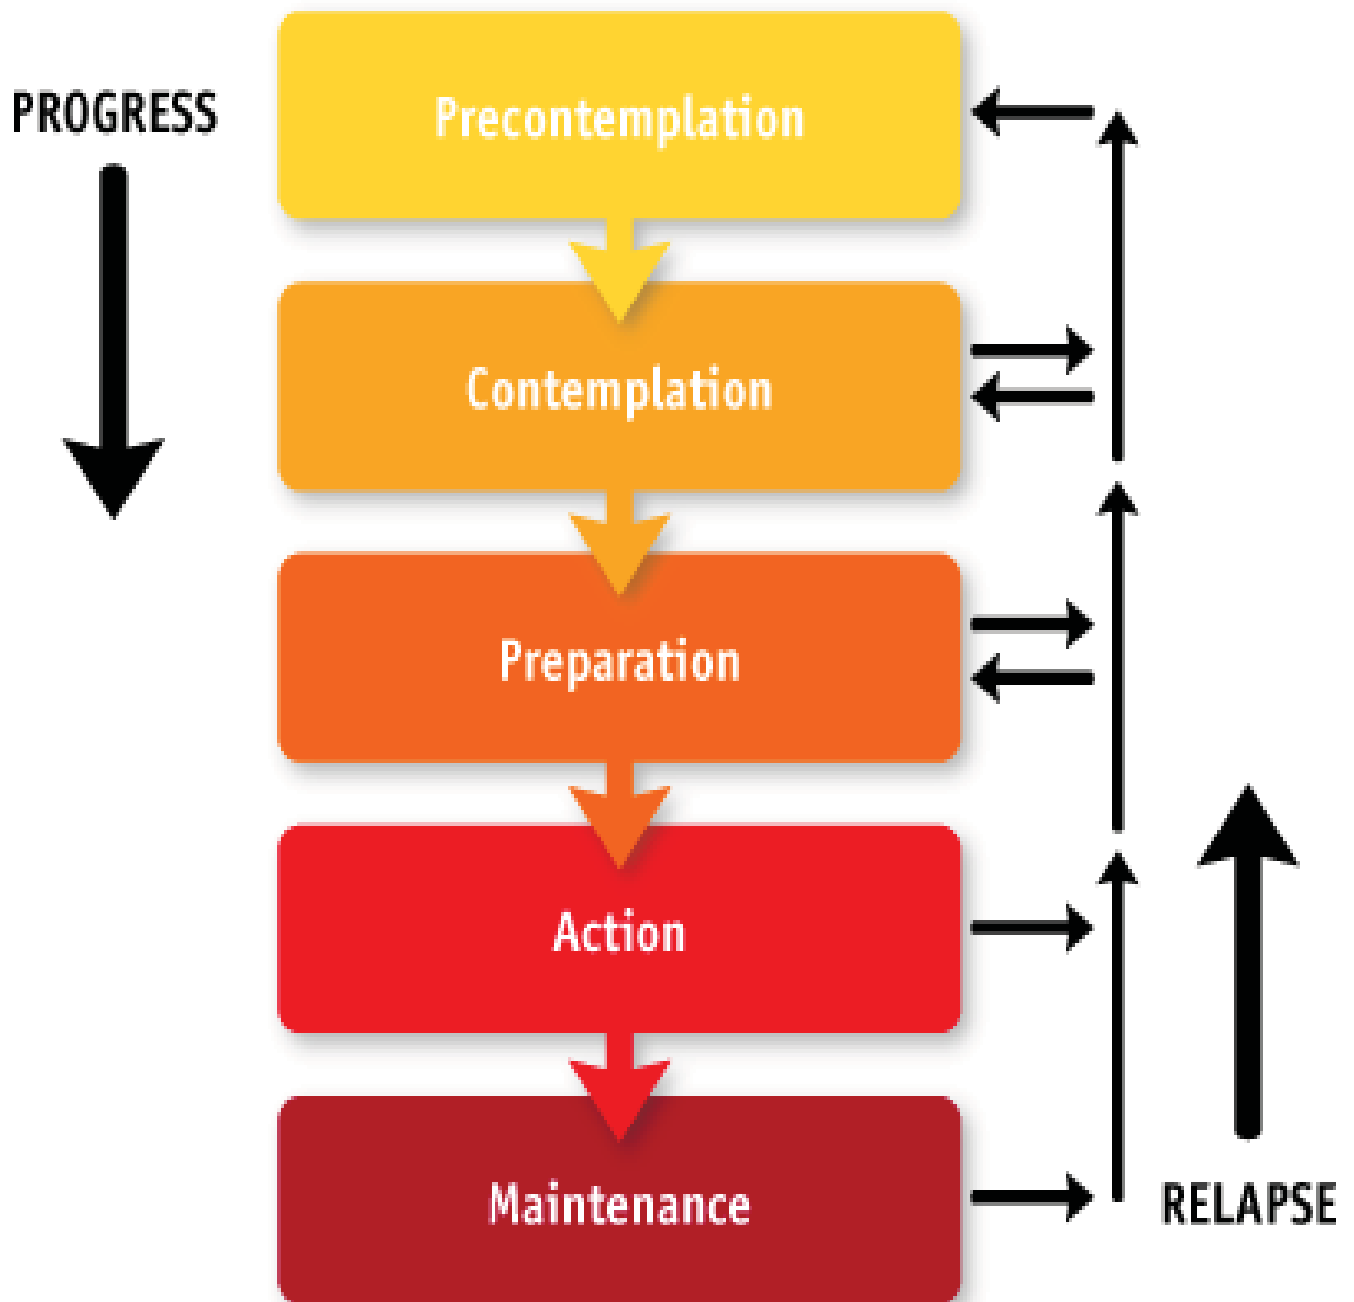 PROGRESS
Precontemplation
Contemplation
Preparation
Action
Maintenance
RELAPSE